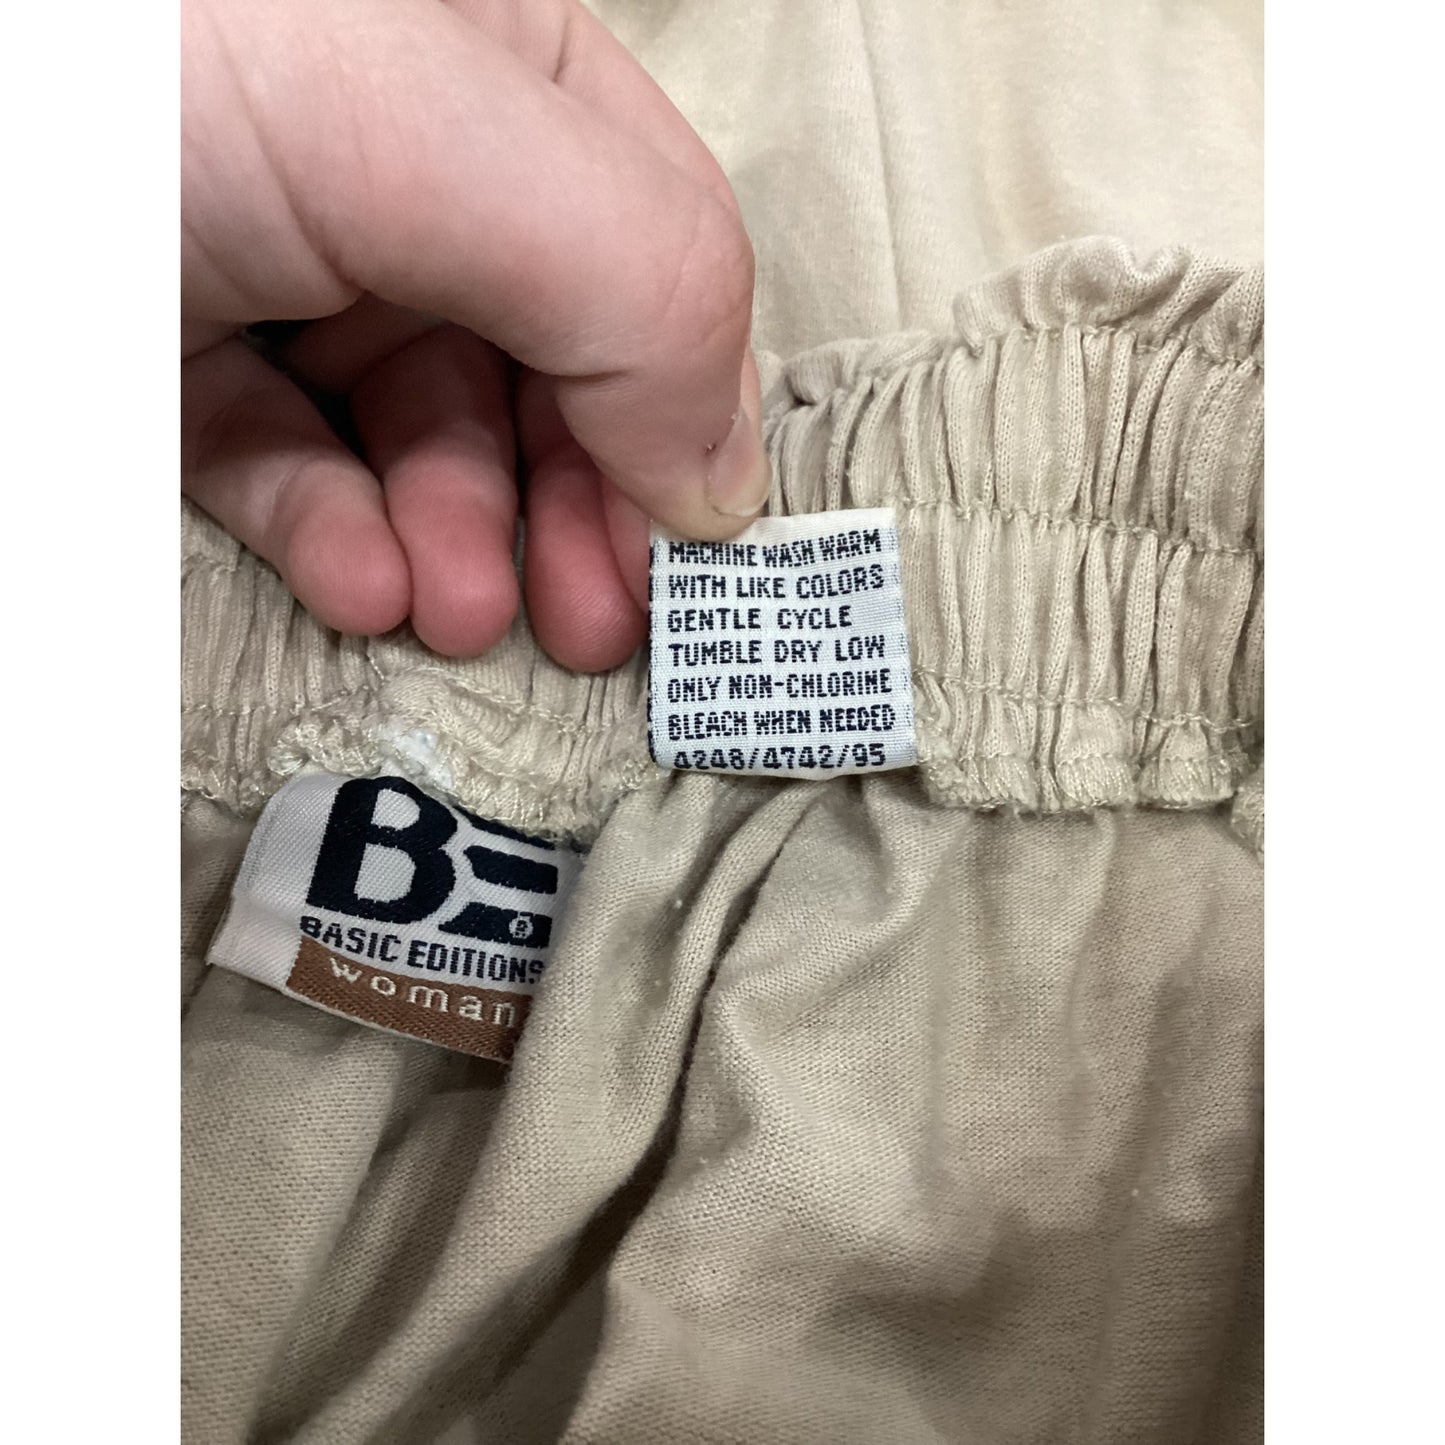 MACHINE WASH WARM
WITH LIKE COLORS
GENTLE CYCLE
TUMBLE DRY LOW
ONLY NON-CHLORINE
BLEACH WHEN NEEDED
4248/4742/95
BE®
BASIC EDITIONS
woman